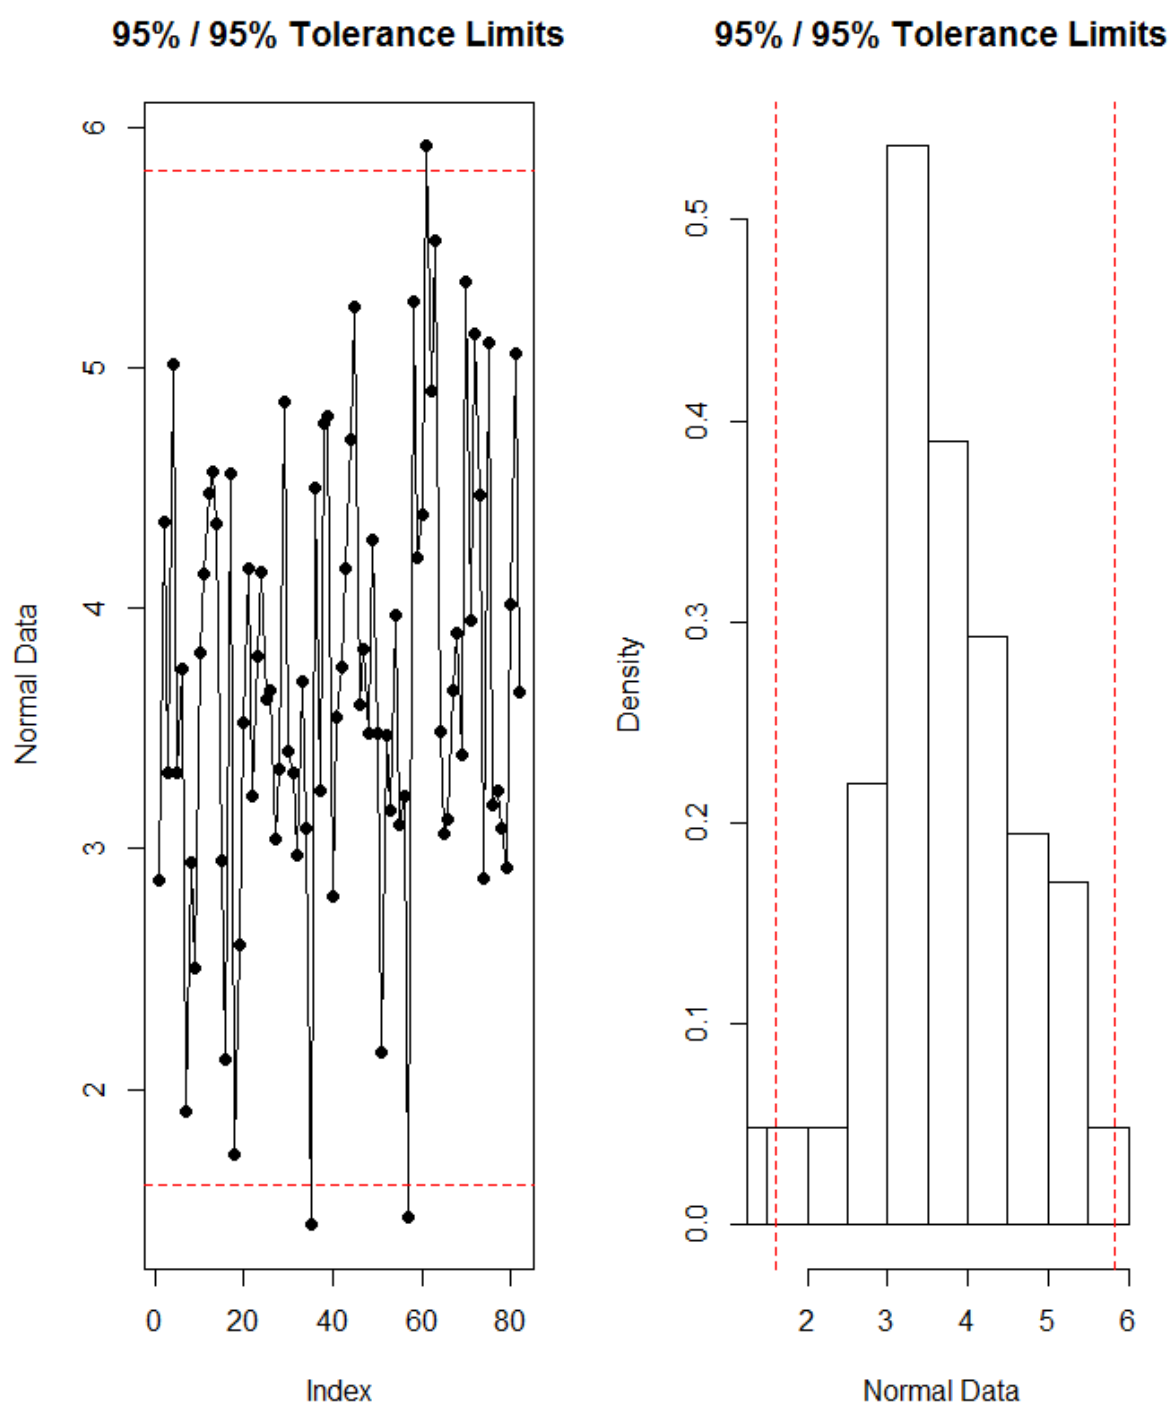 95% / 95% Tolerance Limits
Normal Data
6
5
4
3
2
0 20 40 60 80
Index
95% / 95% Tolerance Limits
Density
0.5
0.4
0.3
0.2
0.1
0.0
2 3 4 5 6
Normal Data